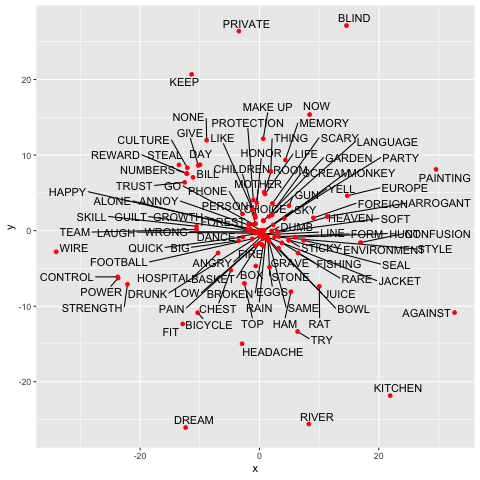 PRIVATE
BLIND
20
KEEP
NONE
PROTECTION
MAKE UP
NOW
MEMORY
CULTURE
GIVE
LIKE
THING
SCARY
LANGUAGE
REWARD
STEAL
DAY
HONOR
LIFE
GARDEN
PARTY
10
NUMBERS
BILL
CHILDREN
ROOM
SCREAM
MONKEY
PAINTING
TRUST
GO
MOTHER
HAPPY
PHONE
GUN
YELL
EUROPE
ALONE
ANNOY
PERSON
CHOICE
SKY
FOREIGN
ARROGANT
SKILL
GUILT
GROWTH
FOREST
DUMB
HEAVEN
SOFT
y
0
TEAM
LAUGH
WRONG
DANCE
LINE
FORM
HUNT
CONFUSION
WIRE
QUICK
BIG
FIRE
STICKY
ENVIRONMENT
STYLE
FOOTBALL
ANGRY
GRAVE
FISHING
SEAL
CONTROL
HOSPITAL
BASKET
BOX
STONE
RARE
JACKET
POWER
DRUNK
LOW
BROKEN
EGGS
JUICE
-10
STRENGTH
PAIN
CHEST
RAIN
SAME
BOWL
AGAINST
FIT
BICYCLE
TOP
HAM
RAT
HEADACHE
TRY
-20
KITCHEN
DREAM
RIVER
-20
0
20
x